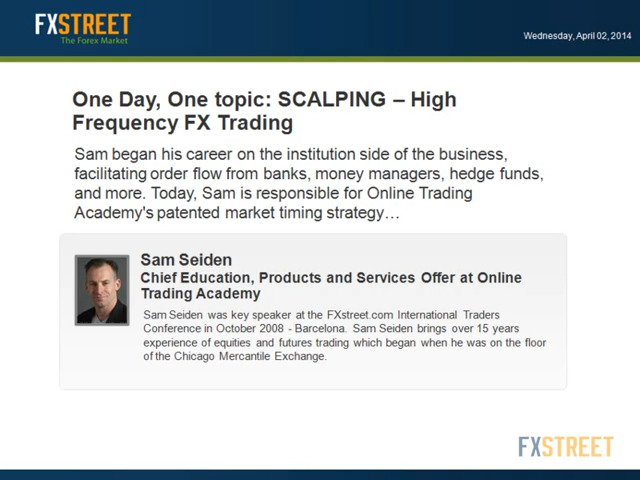 FXSTREET
The Forex Market
Wednesday, April 02, 2014
One Day, One topic: SCALPING – High
Frequency FX Trading
Sam began his career on the institution side of the business,
facilitating order flow from banks, money managers, hedge funds,
and more. Today, Sam is responsible for Online Trading
Academy's patented market timing strategy…
Sam Seiden
Chief Education, Products and Services Offer at Online
Trading Academy
Sam Seiden was key speaker at the FXstreet.com International Traders
Conference in October 2008 - Barcelona. Sam Seiden brings over 15 years
experience of equities and futures trading which began when he was on the floor
of the Chicago Mercantile Exchange.
FXSTREET